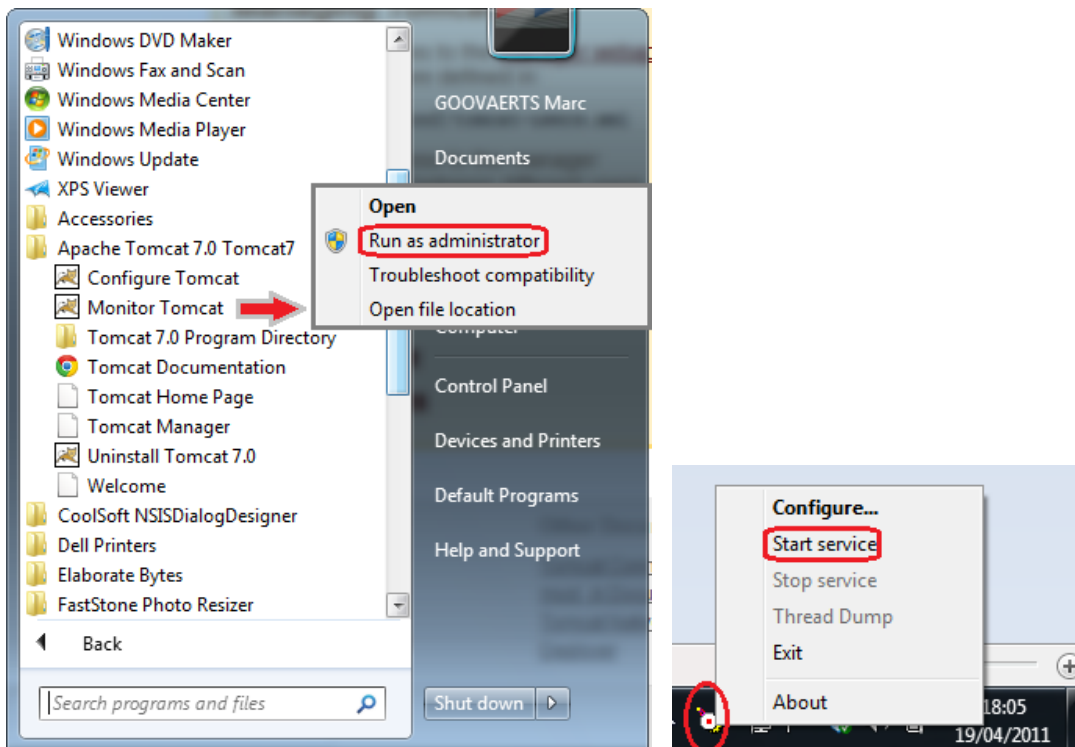 Windows DVD Maker
Windows Fax and Scan
Windows Media Center
Windows Media Player
Windows Update
XPS Viewer
Accessories
Apache Tomcat 7.0 Tomcat7
Configure Tomcat
Monitor Tomcat
Tomcat 7.0 Program Directory
Tomcat Documentation
Tomcat Home Page
Tomcat Manager
Uninstall Tomcat 7.0
Welcome
CoolSoft NSISDialogDesigner
Dell Printers
Elaborate Bytes
FastStone Photo Resizer
Back
Search programs and files
GOOVAERTS Marc
Documents
Open
Run as administrator
Troubleshoot compatibility
Open file location
Computer
Control Panel
Devices and Printers
Default Programs
Help and Support
Shut down
Configure...
Start service
Stop service
Thread Dump
Exit
About
18:05
19/04/2011